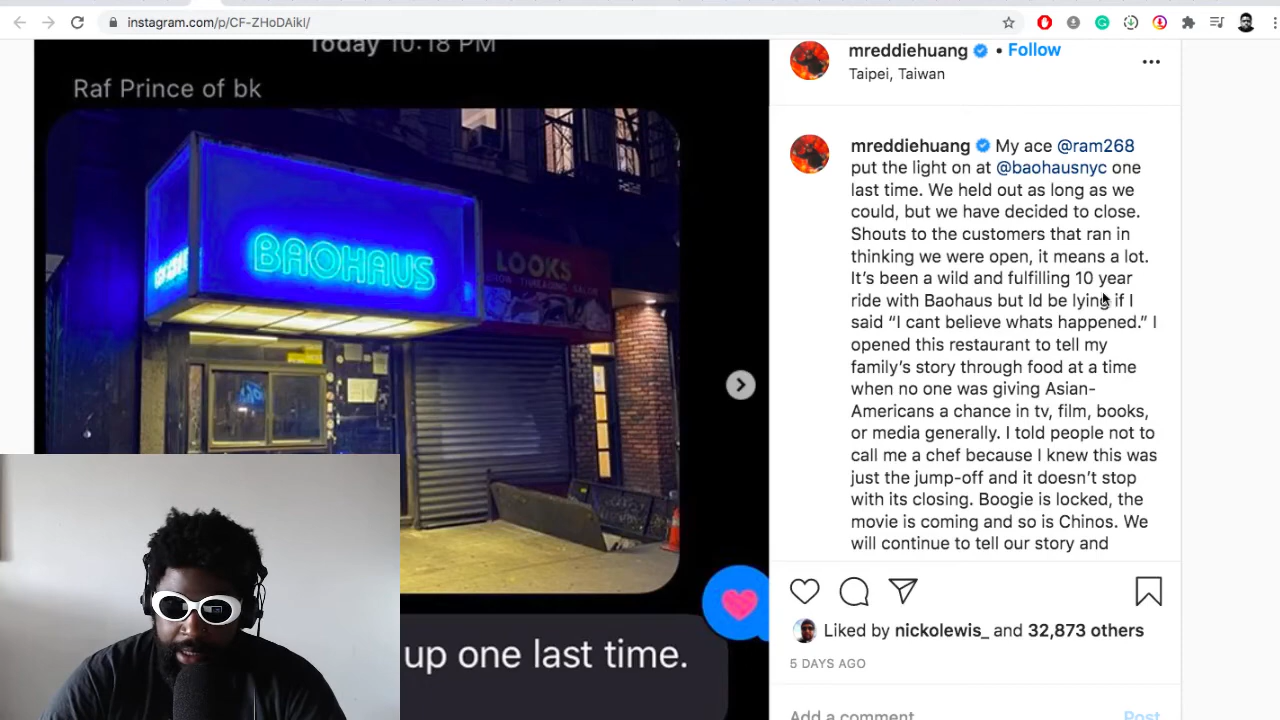 instagram.com/p/CF-ZHoDAikI/
Today 10:18 PM
Raf Prince of bk
BAOHAUS
LOOKS
up one last time.
mreddiehuang • Follow
Taipei, Taiwan
mreddiehuang My ace @ram268
put the light on at @baohausnyc one
last time. We held out as long as we
could, but we have decided to close.
Shouts to the customers that ran in
thinking we were open, it means a lot.
It’s been a wild and fulfilling 10 year
ride with Baohaus but Id be lying if I
said “I cant believe whats happened.” I
opened this restaurant to tell my
family’s story through food at a time
when no one was giving Asian-
Americans a chance in tv, film, books,
or media generally. I told people not to
call me a chef because I knew this was
just the jump-off and it doesn’t stop
with its closing. Boogie is locked, the
movie is coming and so is Chinos. We
will continue to tell our story and
Liked by nickolewis_ and 32,873 others
5 DAYS AGO
Add a comment
Post